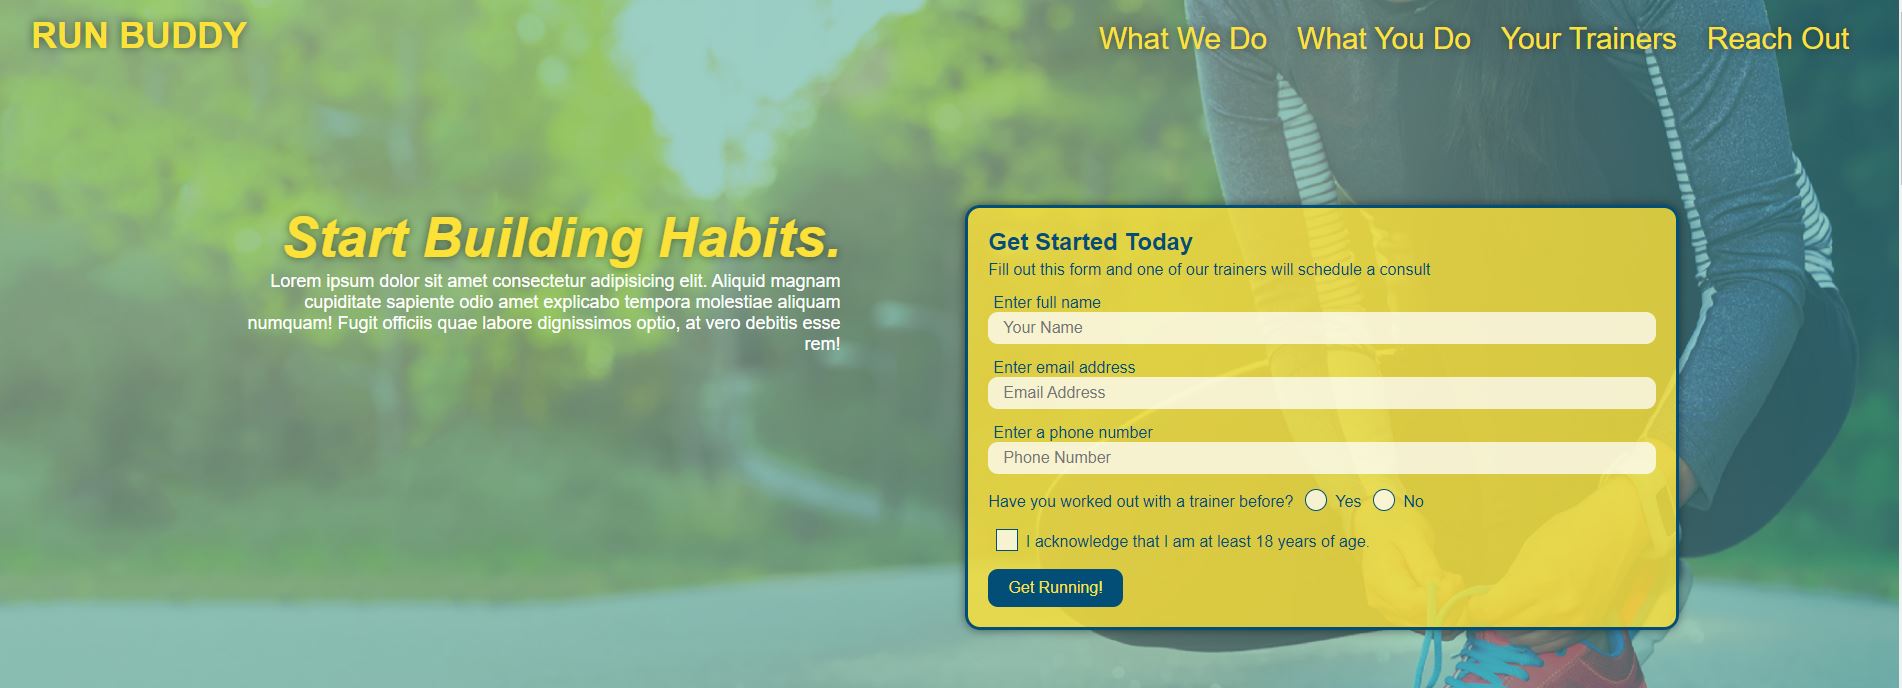 RUN BUDDY
What We Do What You Do Your Trainers Reach Out
Start Building Habits.
Lorem ipsum dolor sit amet consectetur adipisicing elit. Aliquid magnam
cupiditate sapiente odio amet explicabo tempora molestiae aliquam
numquam! Fugit officiis quae labore dignissimos optio, at vero debitis esse
rem!
Get Started Today
Fill out this form and one of our trainers will schedule a consult
Enter full name
Your Name
Enter email address
Email Address
Enter a phone number
Phone Number
Have you worked out with a trainer before? Yes No
I acknowledge that I am at least 18 years of age.
Get Running!